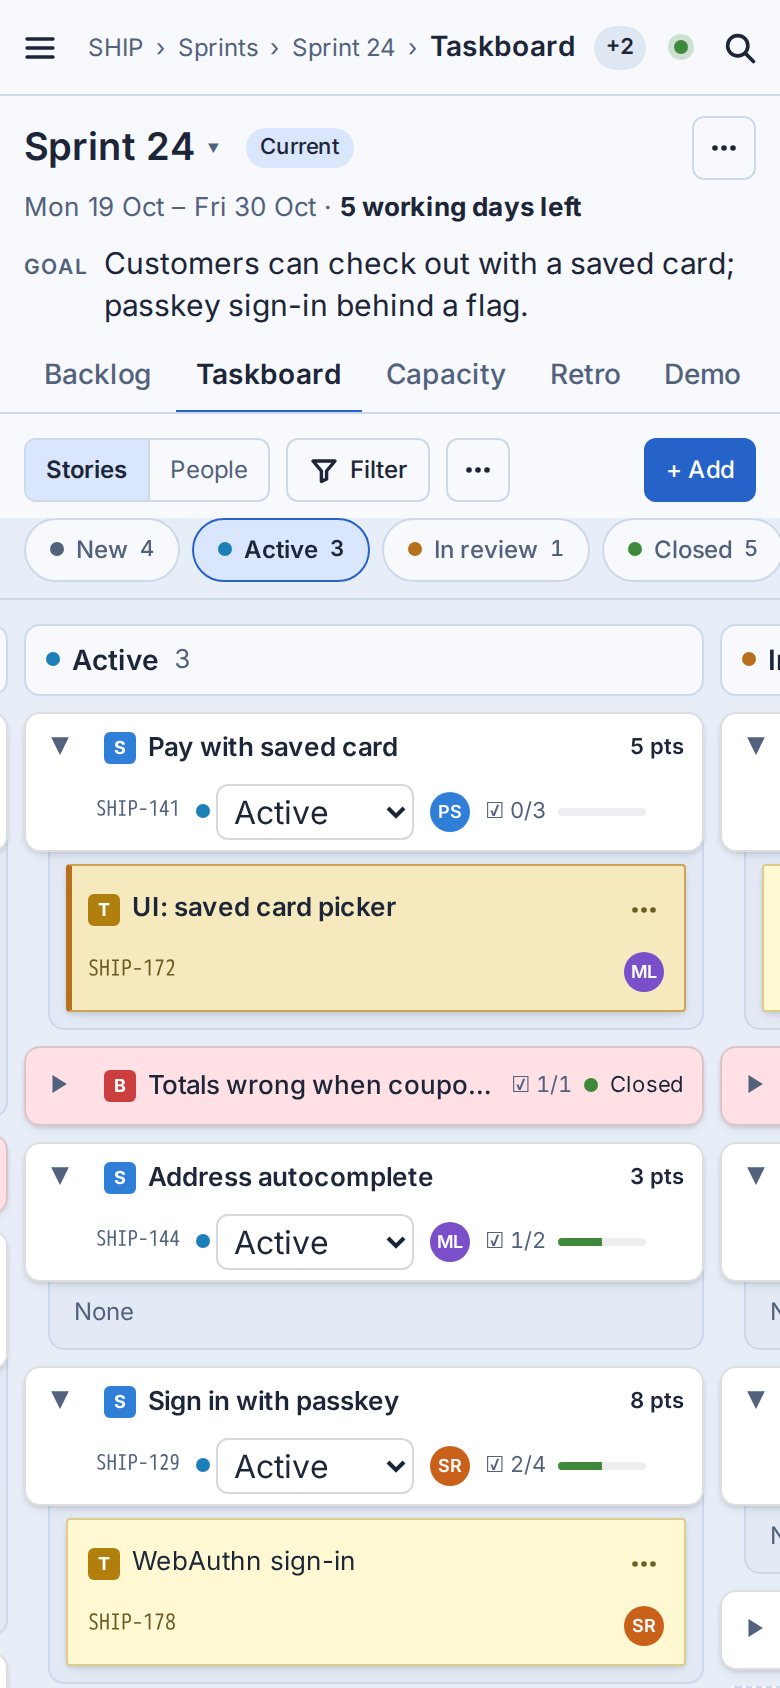 SHIP › Sprints › Sprint 24 › Taskboard +2
Sprint 24 ▾ Current ···
Mon 19 Oct – Fri 30 Oct · 5 working days left
GOAL Customers can check out with a saved card;
passkey sign-in behind a flag.
Backlog Taskboard Capacity Retro Demo
Stories People Filter ··· + Add
New 4 Active 3 In review 1 Closed 5
Active 3
S Pay with saved card 5 pts
SHIP-141 Active PS ☑ 0/3
T UI: saved card picker ···
SHIP-172 ML
B Totals wrong when coupo... ☑ 1/1 Closed
S Address autocomplete 3 pts
SHIP-144 Active ML ☑ 1/2
None
S Sign in with passkey 8 pts
SHIP-129 Active SR ☑ 2/4
T WebAuthn sign-in ···
SHIP-178 SR